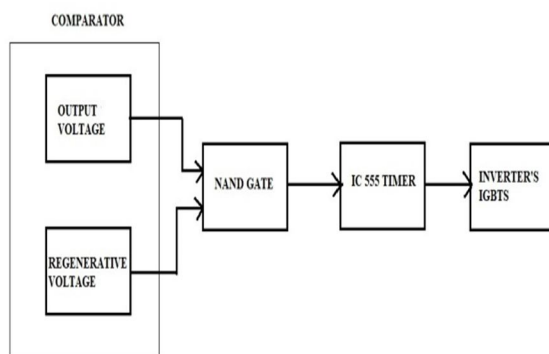 COMPARATOR
OUTPUT
VOLTAGE
NAND GATE
IC 555 TIMER
INVERTER'S
IGBTS
REGENERATIVE
VOLTAGE